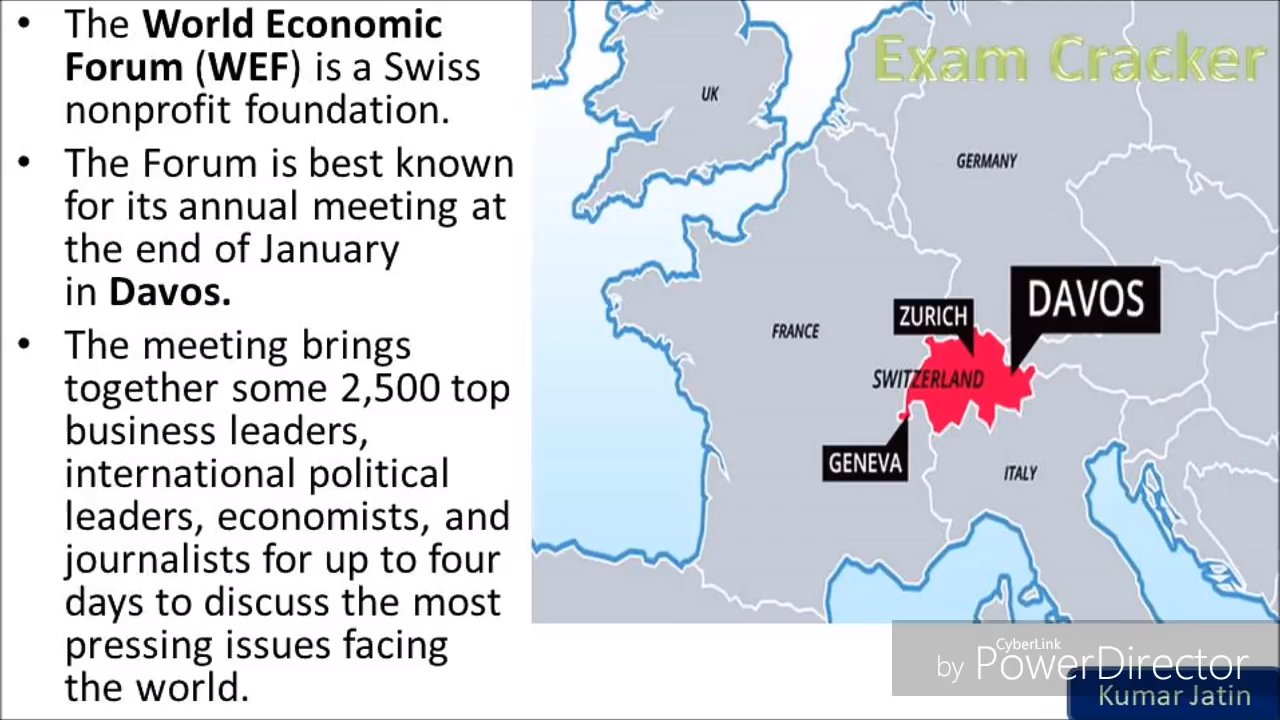 • The World Economic
Forum (WEF) is a Swiss
nonprofit foundation.
• The Forum is best known
for its annual meeting at
the end of January
in Davos.
• The meeting brings
together some 2,500 top
business leaders,
international political
leaders, economists, and
journalists for up to four
days to discuss the most
pressing issues facing
the world.
Exam Cracker
UK
GERMANY
DAVOS
ZURICH
FRANCE
SWITZERLAND
GENEVA
ITALY
CyberLink
by PowerDirector
Kumar Jatin